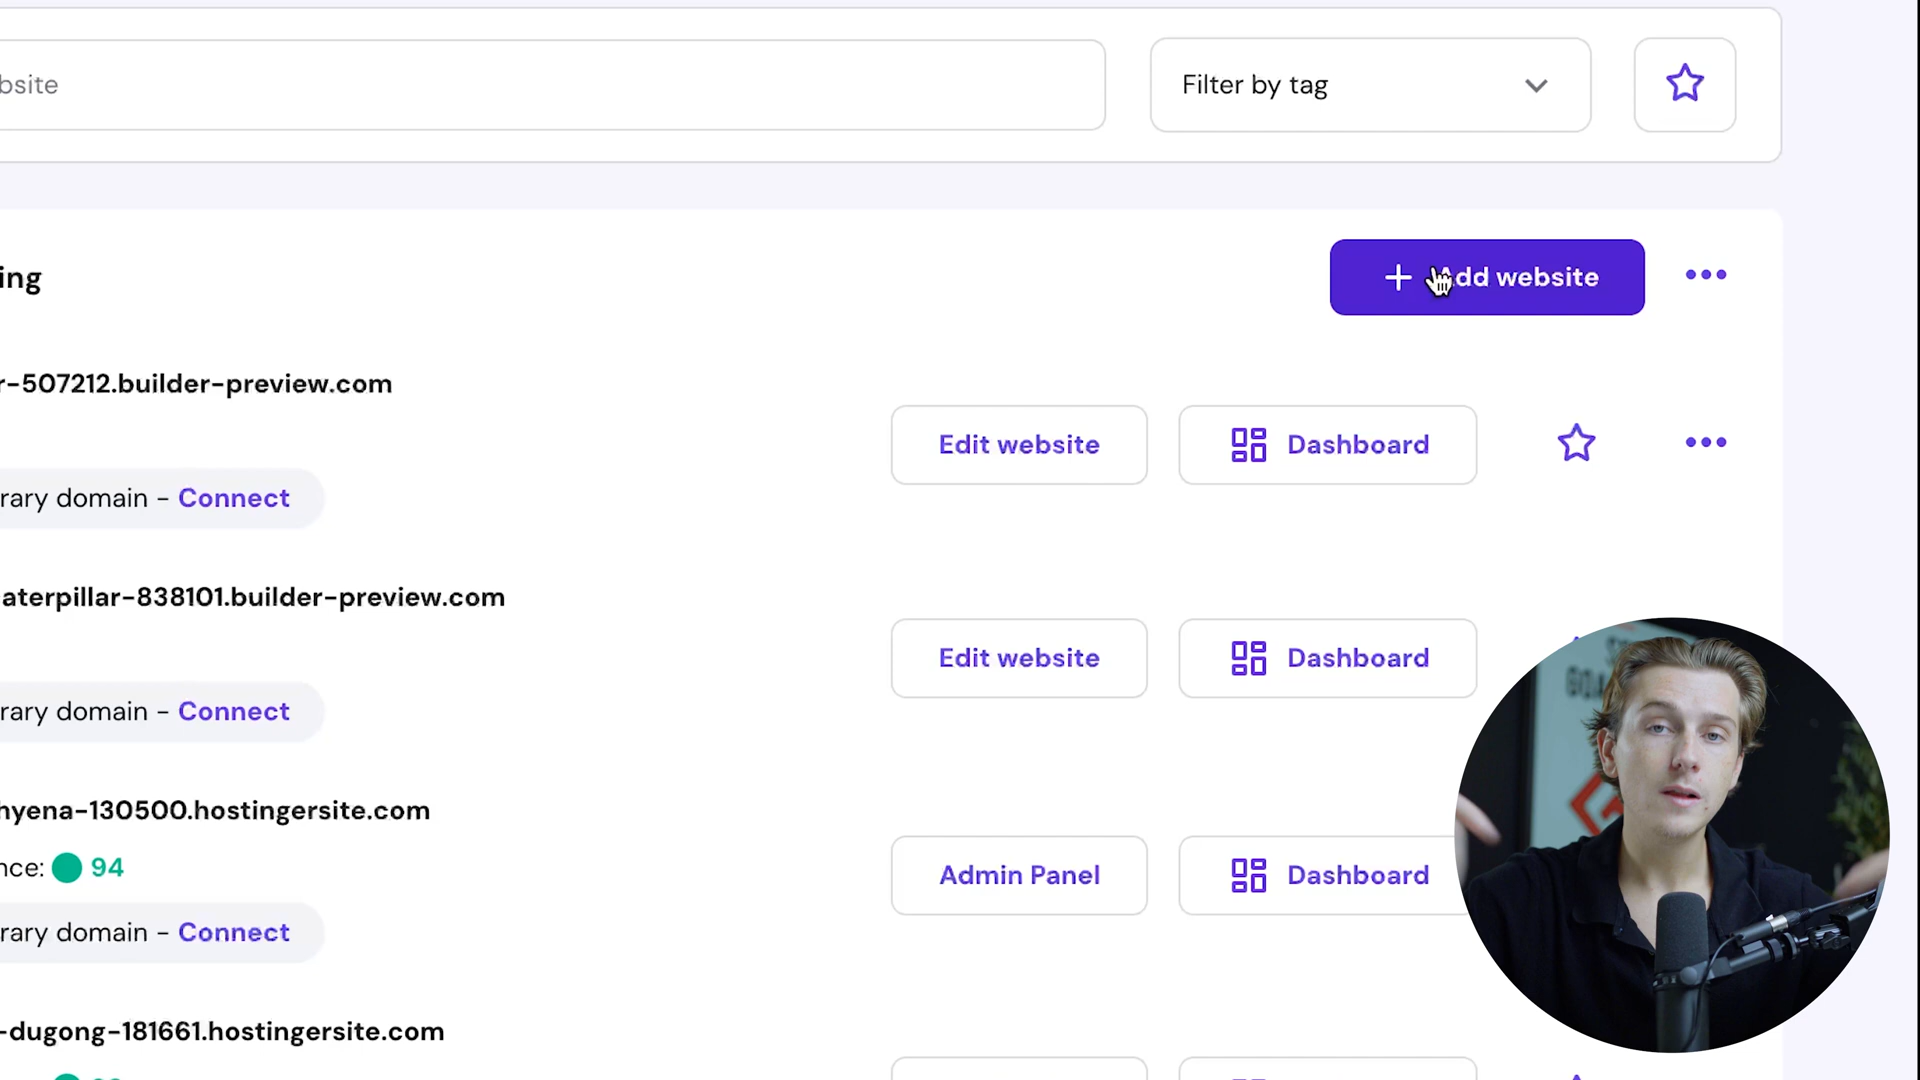 bsite
Filter by tag
ing
Add website
r-507212.builder-preview.com
Edit website
Dashboard
rary domain - Connect
aterpillar-838101.builder-preview.com
Edit website
Dashboard
rary domain - Connect
hyena-130500.hostingersite.com
nce: 94
Admin Panel
Dashboard
rary domain - Connect
-dugong-181661.hostingersite.com